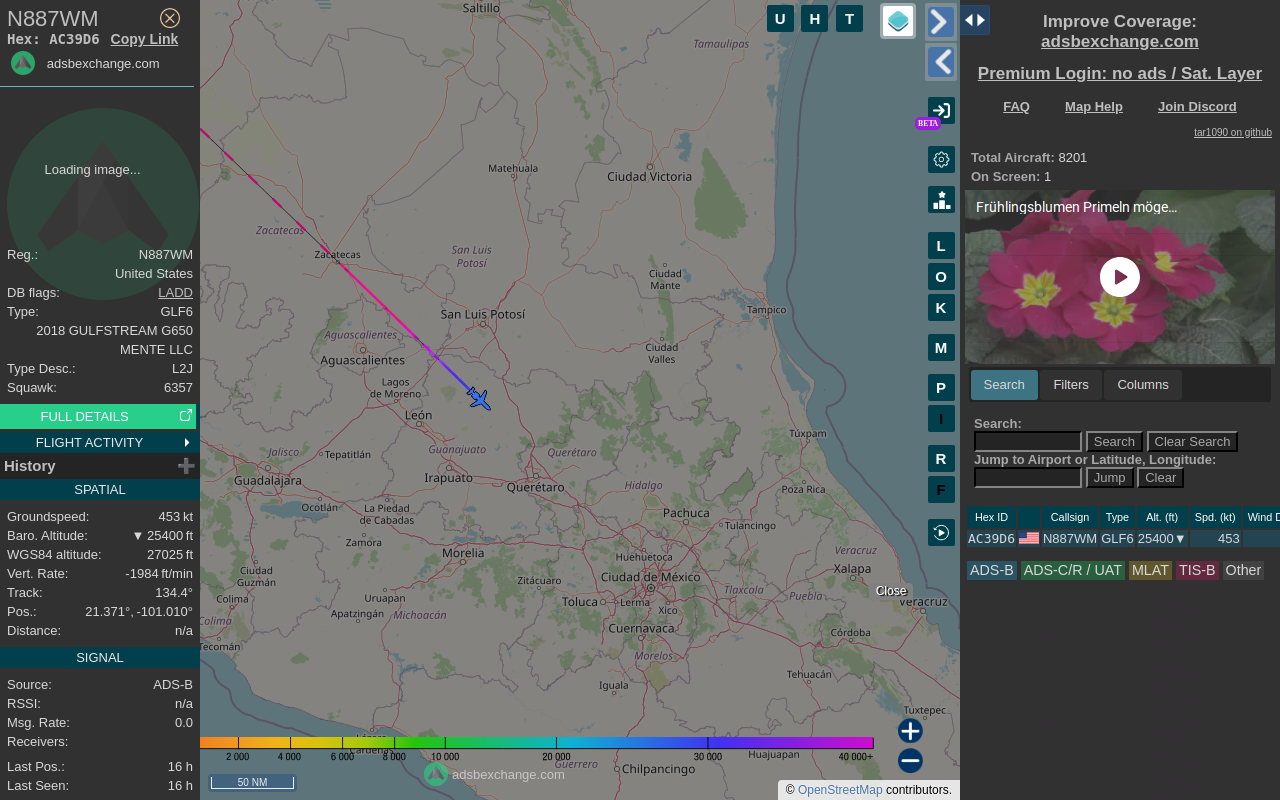 N887WM
Hex: AC39D6 Copy Link
adsbexchange.com
Loading image...
Reg.: N887WM
United States
DB flags: LADD
Type: GLF6
2018 GULFSTREAM G650
MENTE LLC
Type Desc.: L2J
Squawk: 6357
FULL DETAILS
FLIGHT ACTIVITY
History
SPATIAL
Groundspeed: 453 kt
Baro. Altitude: ▼ 25400 ft
WGS84 altitude: 27025 ft
Vert. Rate: -1984 ft/min
Track: 134.4°
Pos.: 21.371°, -101.010°
Distance: n/a
SIGNAL
Source: ADS-B
RSSI: n/a
Msg. Rate: 0.0
Receivers:
Last Pos.: 16 h
Last Seen: 16 h
Saltillo
Tamaulipas
Matehuala
Ciudad Victoria
Zacatecas
Zacatecas
San Luis
Potosí
Ciudad
Mante
Tampico
San Luis Potosí
Aguascalientes
Aguascalientes
Ciudad
Valles
Lagos
de Moreno
León
Túxpam
Jalisco
Tepatitlán
Guanajuato
Querétaro
Guadalajara
Irapuato
Querétaro
Hidalgo
Poza Rica
Ocotlán
La Piedad
de Cabadas
Pachuca
Tulancingo
Zamora
Morelia
Huehuetoca
Veracruz
Xalapa
Ciudad
Guzmán
Zitácuaro
Ciudad de México
Colima
Uruapan
Toluca
Lerma
Tlaxcala
Puebla
Close
Veracruz
Apatzingán
Michoacán
Xico
Colima
Tecomán
Cuernavaca
Córdoba
Morelos
Iguala
Tehuacán
Tuxtepec
Lázaro
Cárdenas
Guerrero
Chilpancingo
Huajuapan
2 000 4 000 6 000 8 000 10 000 20 000 30 000 40 000+
adsbexchange.com
50 NM
© OpenStreetMap contributors.
U H T
BETA
L
O
K
M
P
I
R
F
Improve Coverage:
adsbexchange.com
Premium Login: no ads / Sat. Layer
FAQ Map Help Join Discord
tar1090 on github
Total Aircraft: 8201
On Screen: 1
Frühlingsblumen Primeln möge...
Search Filters Columns
Search:
Search Clear Search
Jump to Airport or Latitude, Longitude:
Jump Clear
Hex ID Callsign Type Alt. (ft) Spd. (kt) Wind D
AC39D6 N887WM GLF6 25400▼ 453
ADS-B ADS-C/R / UAT MLAT TIS-B Other